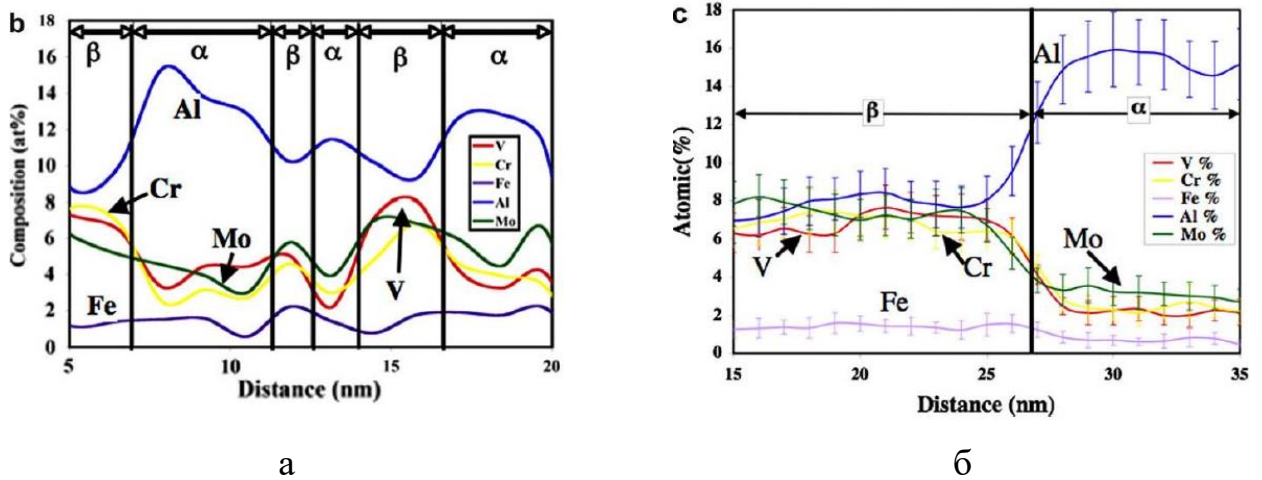 b
18
16
14
12
10
8
6
4
2
0
Composition (at%)
β α β α β α
Al
Cr
Mo
V
Fe
V
Cr
Fe
Al
Mo
5 10 15 20
Distance (nm)
а
c
18
16
14
12
10
8
6
4
2
0
Atomic(%)
Al
β α
V
Cr
Mo
Fe
V %
Cr %
Fe %
Al %
Mo %
15 20 25 30 35
Distance (nm)
б